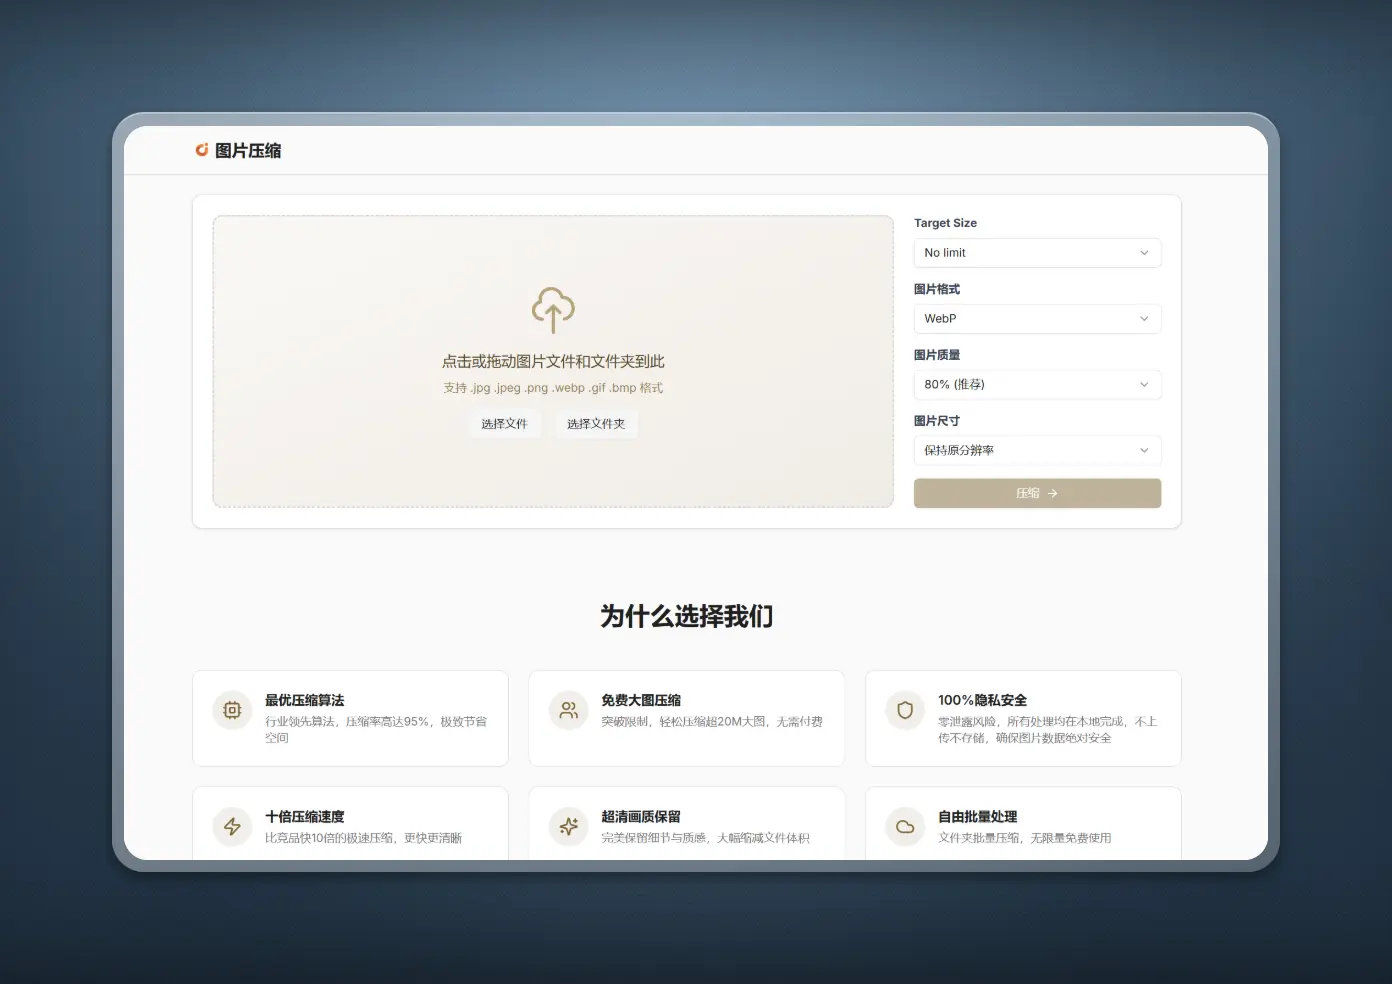 图片压缩
点击或拖动图片文件和文件夹到此
支持 .jpg .jpeg .png .webp .gif .bmp 格式
选择文件
选择文件夹
Target Size
No limit
图片格式
WebP
图片质量
80% (推荐)
图片尺寸
保持原分辨率
压缩 →
为什么选择我们
最优压缩算法
行业领先算法，压缩率高达95%，极致节省
空间
免费大图压缩
突破限制，轻松压缩超20M大图，无需付费
100%隐私安全
零泄露风险，所有处理均在本地完成，不上
传不存储，确保图片数据绝对安全
十倍压缩速度
比竞品快10倍的极速压缩，更快更清晰
超清画质保留
完美保留细节与质感，大幅缩减文件体积
自由批量处理
文件夹批量压缩，无限量免费使用